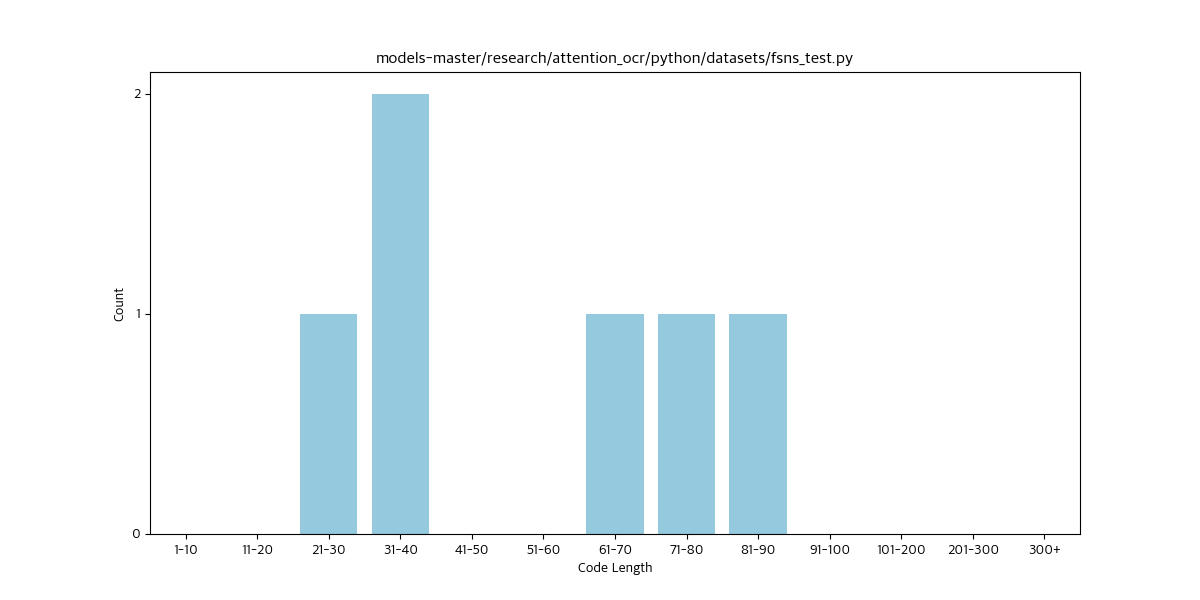 models-master/research/attention_ocr/python/datasets/fsns_test.py
2
1
0
Count
1-10 11-20 21-30 31-40 41-50 51-60 61-70 71-80 81-90 91-100 101-200 201-300 300+
Code Length